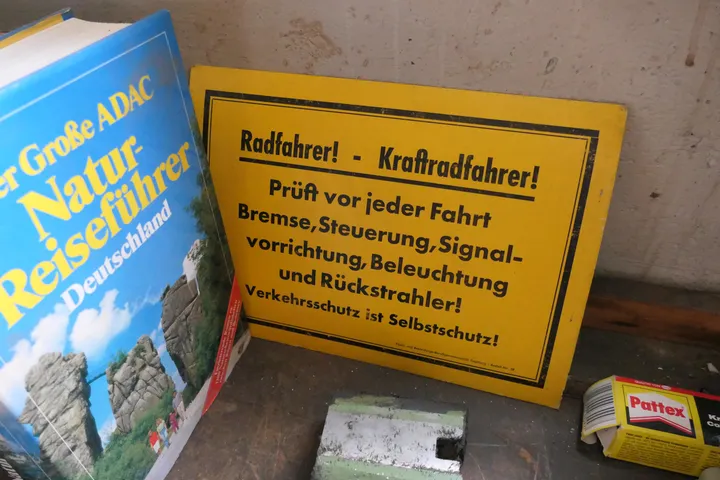 er Große ADAC
Natur-
Reiseführer
Deutschland
Radfahrer! - Kraftradfahrer!
Prüft vor jeder Fahrt
Bremse, Steuerung, Signal-
vorrichtung, Beleuchtung
und Rückstrahler!
Verkehrsschutz ist Selbstschutz!
Pattex